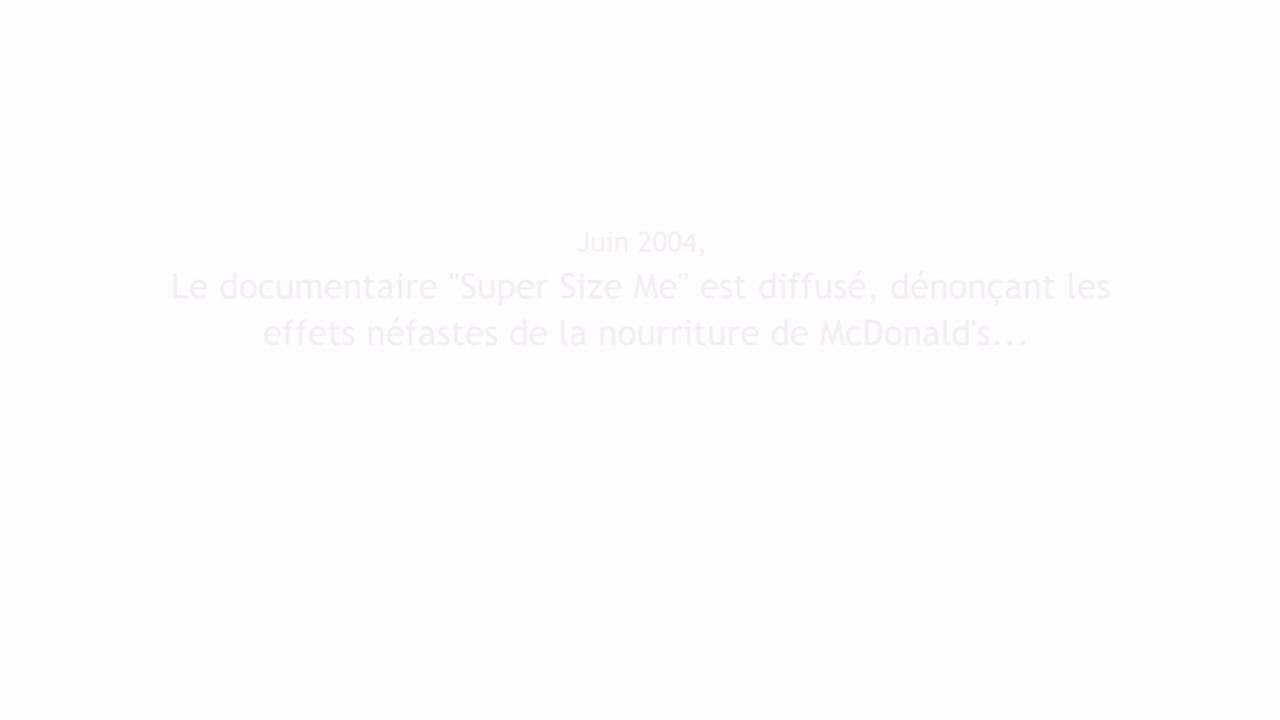 Juin 2004,
Le documentaire "Super Size Me" est diffusé, dénonçant les
effets néfastes de la nourriture de McDonald's...